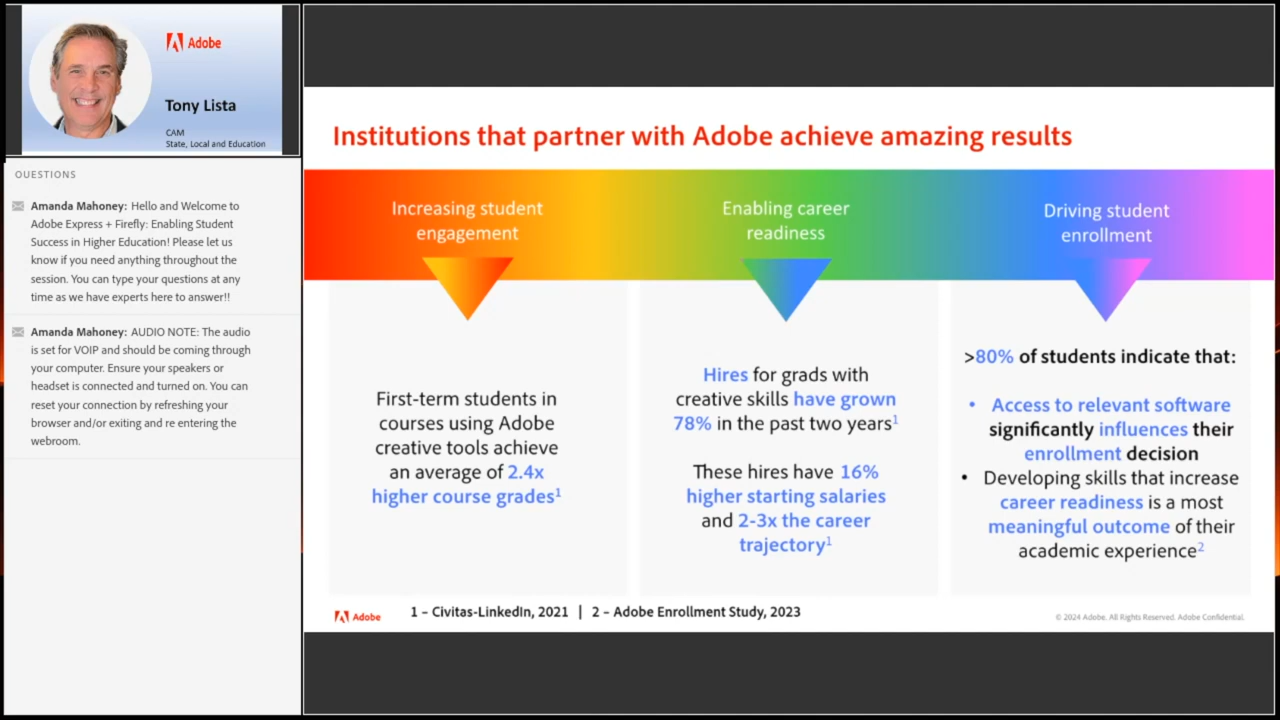 Adobe
Tony Lista
CAM
State, Local and Education
QUESTIONS
Amanda Mahoney: Hello and Welcome to
Adobe Express + Firefly: Enabling Student
Success in Higher Education! Please let us
know if you need anything throughout the
session. You can type your questions at any
time as we have experts here to answer!!
Amanda Mahoney: AUDIO NOTE: The audio
is set for VOIP and should be coming through
your computer. Ensure your speakers or
headset is connected and turned on. You can
reset your connection by refreshing your
browser and/or exiting and re entering the
webroom.
Institutions that partner with Adobe achieve amazing results
Increasing student
engagement
First-term students in
courses using Adobe
creative tools achieve
an average of 2.4x
higher course grades¹
Enabling career
readiness
Hires for grads with
creative skills have grown
78% in the past two years¹
These hires have 16%
higher starting salaries
and 2-3x the career
trajectory¹
Driving student
enrollment
>80% of students indicate that:
• Access to relevant software
significantly influences their
enrollment decision
• Developing skills that increase
career readiness is a most
meaningful outcome of their
academic experience²
Adobe
1 – Civitas-LinkedIn, 2021 | 2 – Adobe Enrollment Study, 2023
© 2024 Adobe. All Rights Reserved. Adobe Confidential.